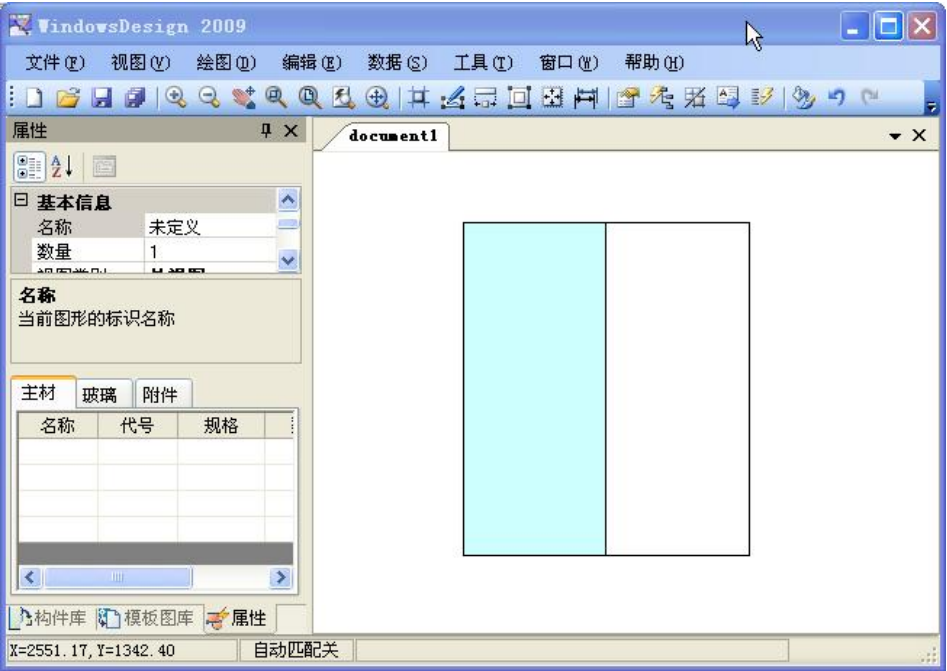 WindowsDesign 2009
文件(F) 视图(V) 绘图(D) 编辑(E) 数据(S) 工具(T) 窗口(W) 帮助(H)
属性
document1
基本信息
名称 未定义
数量 1
名称
当前图形的标识名称
主材 玻璃 附件
名称 代号 规格
构件库 模板图库 属性
X=2551.17, Y=1342.40 自动匹配关